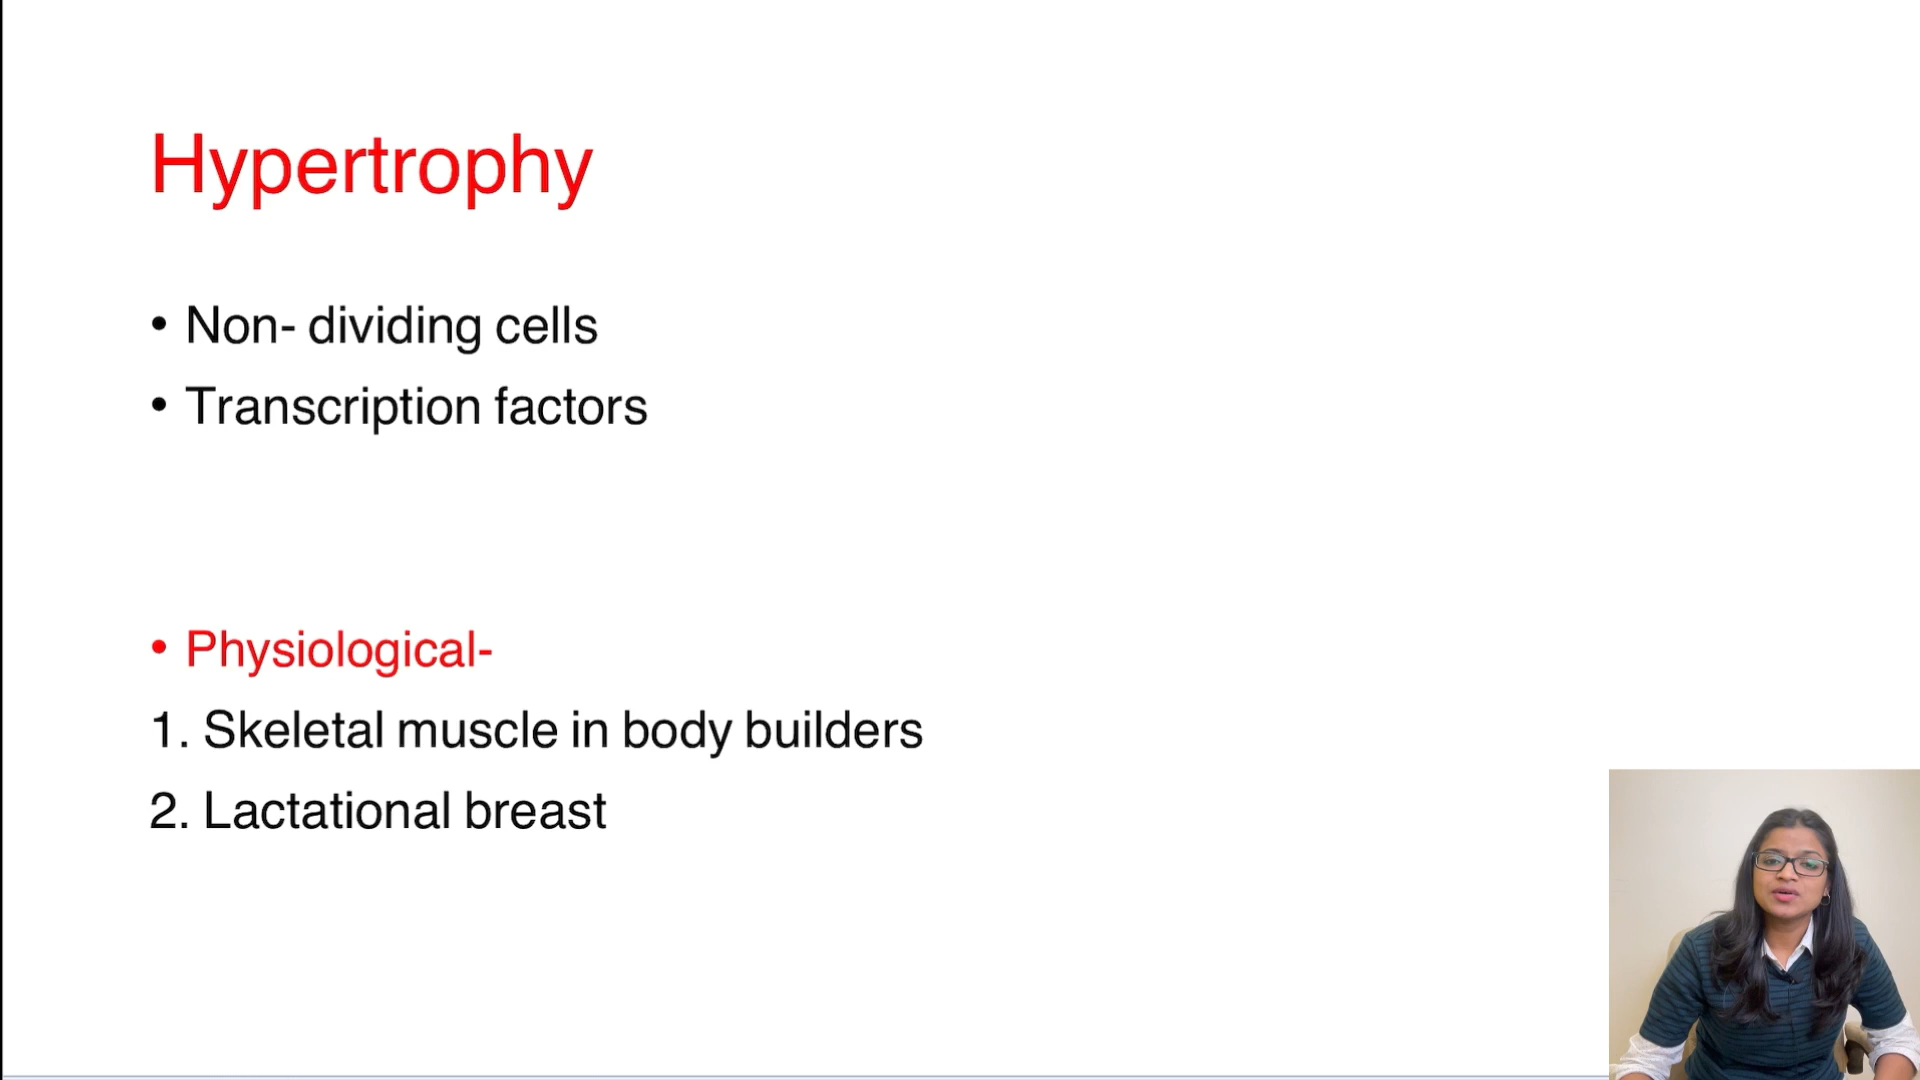 Hypertrophy
• Non- dividing cells
• Transcription factors
• Physiological-
1. Skeletal muscle in body builders
2. Lactational breast